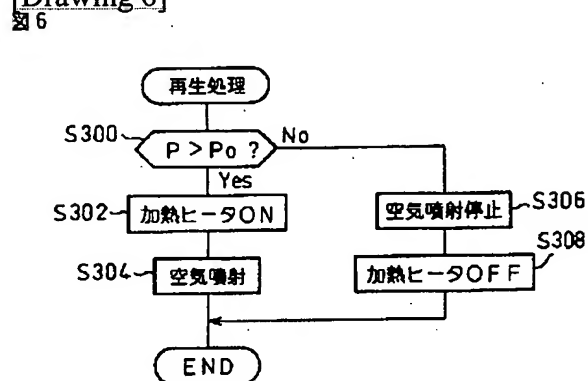 [Drawing 6]
図6
再生処理
S300
P > Po ?
No
Yes
S302
加熱ヒータON
S304
空気噴射
空気噴射停止
S306
加熱ヒータOFF
S308
END